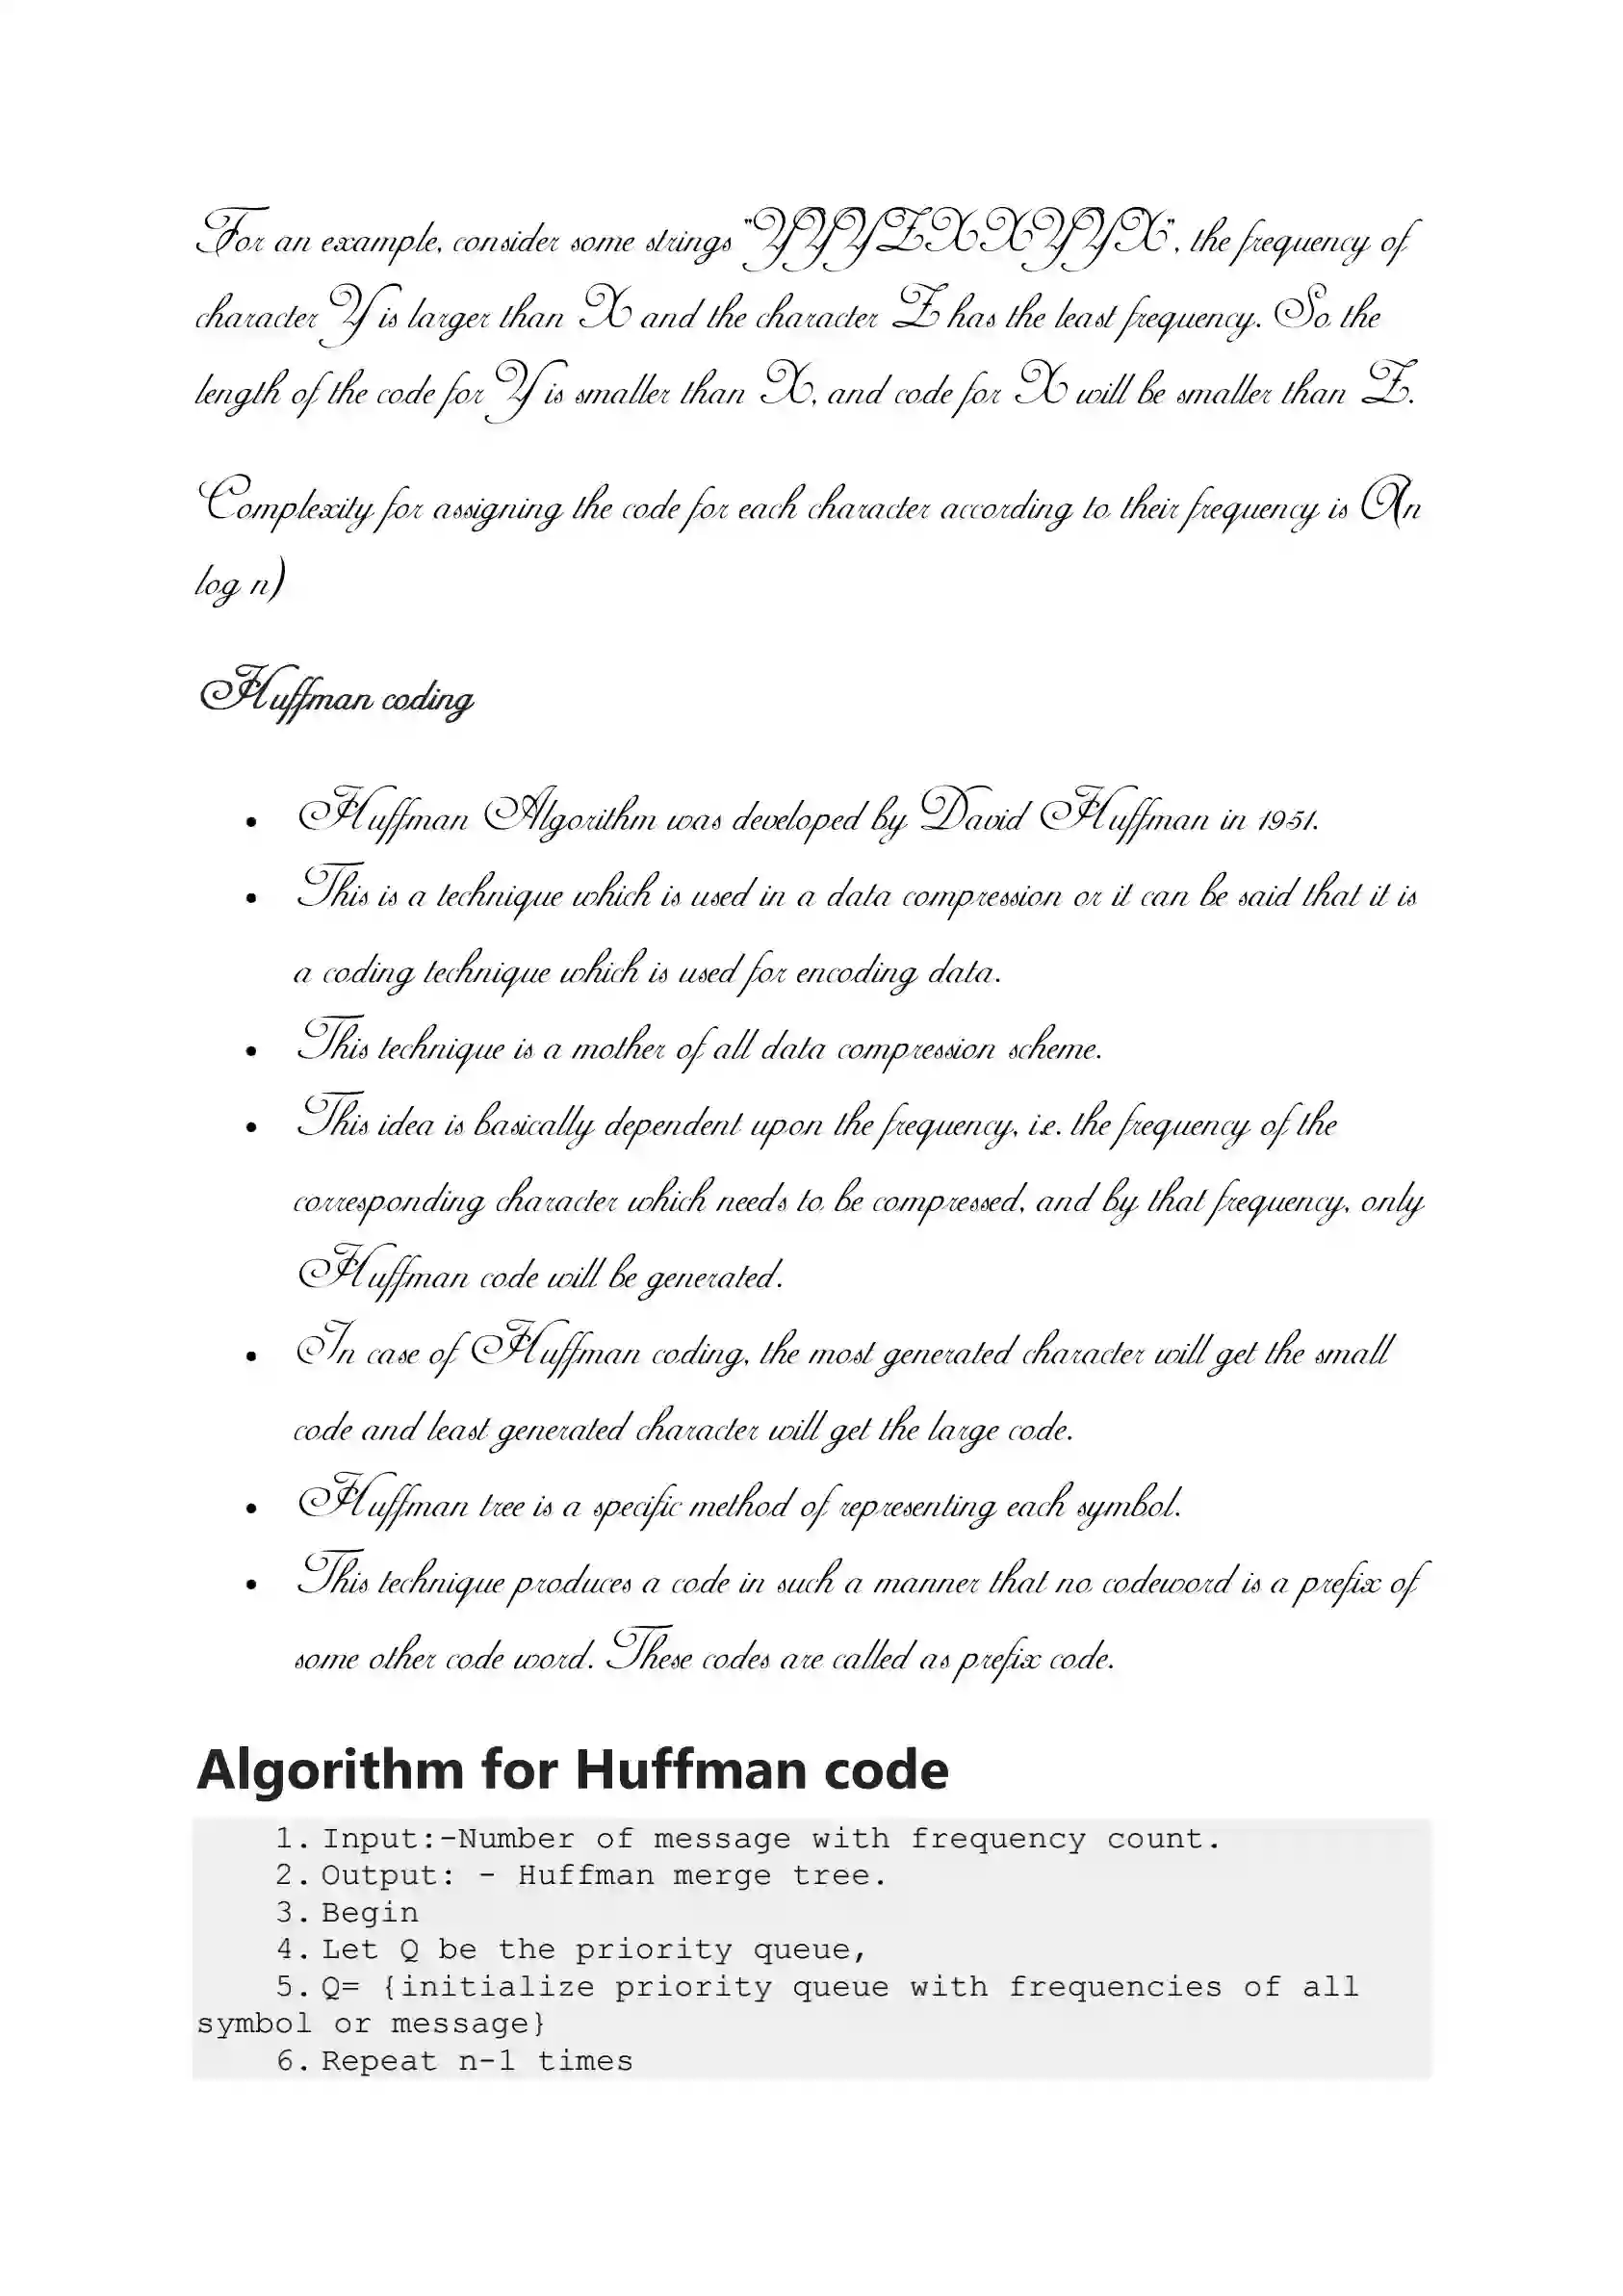 For an example, consider some strings "YYYZXXYYX", the frequency of
character Y is larger than X and the character Z has the least frequency. So the
length of the code for Y is smaller than X, and code for X will be smaller than Z.
Complexity for assigning the code for each character according to their frequency is O(n
log n)
Huffman coding
• Huffman Algorithm was developed by David Huffman in 1951.
• This is a technique which is used in a data compression or it can be said that it is
a coding technique which is used for encoding data.
• This technique is a mother of all data compression scheme.
• This idea is basically dependent upon the frequency, i.e. the frequency of the
corresponding character which needs to be compressed, and by that frequency, only
Huffman code will be generated.
• In case of Huffman coding, the most generated character will get the small
code and least generated character will get the large code.
• Huffman tree is a specific method of representing each symbol.
• This technique produces a code in such a manner that no codeword is a prefix of
some other code word. These codes are called as prefix code.
Algorithm for Huffman code
1. Input:-Number of message with frequency count.
2. Output: - Huffman merge tree.
3. Begin
4. Let Q be the priority queue,
5. Q= {initialize priority queue with frequencies of all
symbol or message}
6. Repeat n-1 times